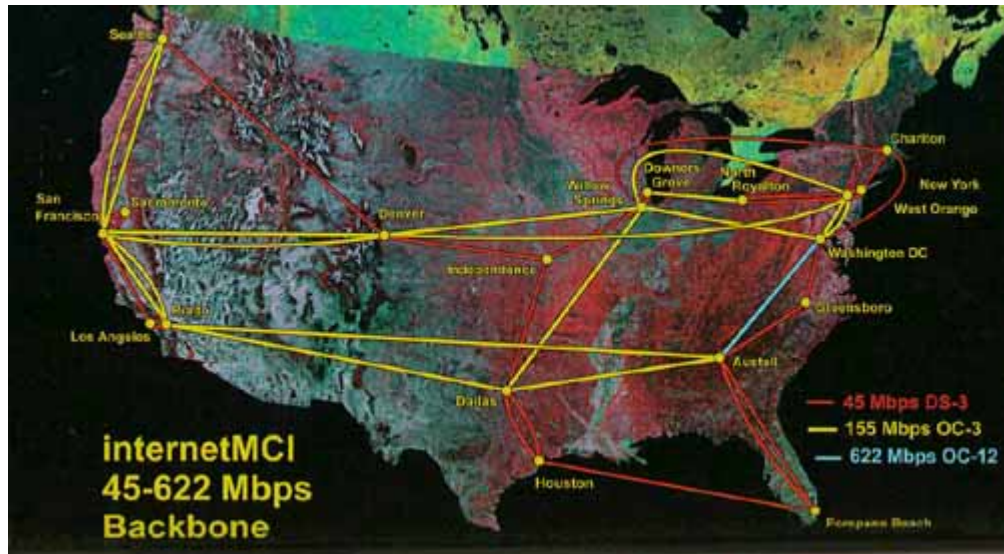 Seattle
Charlton
Downers
Grove
North
Royalton
Willow
Springs
New York
West Orange
San
Francisco
Sacramento
Denver
Washington DC
Independence
Greensboro
Rialto
Los Angeles
Austell
Dallas
45 Mbps DS-3
155 Mbps OC-3
622 Mbps OC-12
internetMCI
45-622 Mbps
Backbone
Houston
Pompano Beach